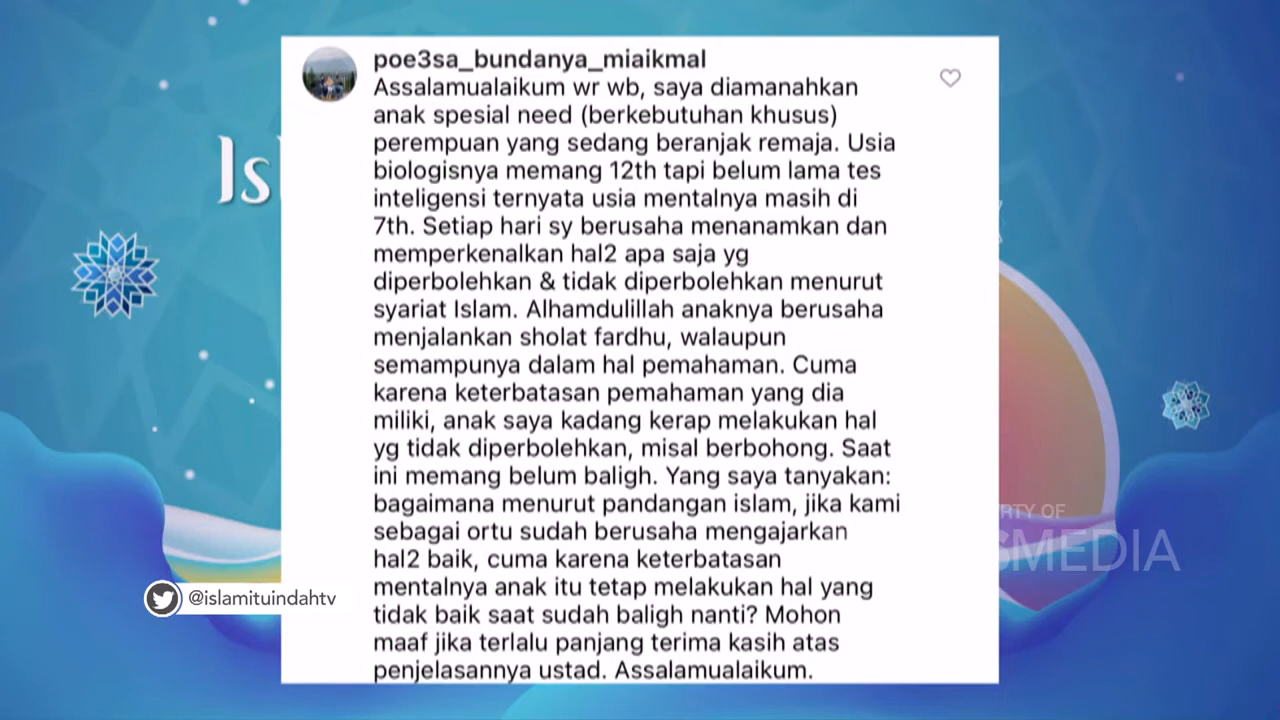 poe3sa_bundanya_miaikmal
Assalamualaikum wr wb, saya diamanahkan
anak spesial need (berkebutuhan khusus)
perempuan yang sedang beranjak remaja. Usia
biologisnya memang 12th tapi belum lama tes
inteligensi ternyata usia mentalnya masih di
7th. Setiap hari sy berusaha menanamkan dan
memperkenalkan hal2 apa saja yg
diperbolehkan & tidak diperbolehkan menurut
syariat Islam. Alhamdulillah anaknya berusaha
menjalankan sholat fardhu, walaupun
semampunya dalam hal pemahaman. Cuma
karena keterbatasan pemahaman yang dia
miliki, anak saya kadang kerap melakukan hal
yg tidak diperbolehkan, misal berbohong. Saat
ini memang belum baligh. Yang saya tanyakan:
bagaimana menurut pandangan islam, jika kami
sebagai ortu sudah berusaha mengajarkan
hal2 baik, cuma karena keterbatasan
mentalnya anak itu tetap melakukan hal yang
tidak baik saat sudah baligh nanti? Mohon
maaf jika terlalu panjang terima kasih atas
penjelasannya ustad. Assalamualaikum.
Is
RTY OF
SMEDIA
@islamituindahtv